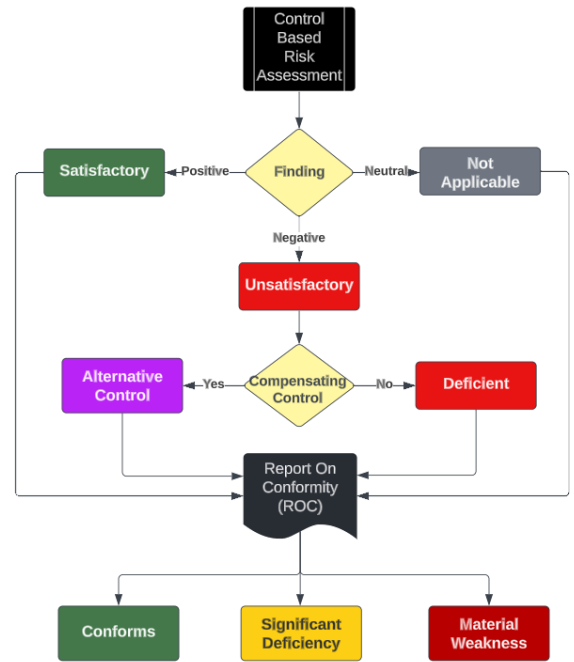 Control
Based
Risk
Assessment
Satisfactory
Positive
Finding
Neutral
Not
Applicable
Negative
Unsatisfactory
Alternative
Control
Yes
Compensating
Control
No
Deficient
Report On
Conformity
(ROC)
Conforms
Significant
Deficiency
Material
Weakness